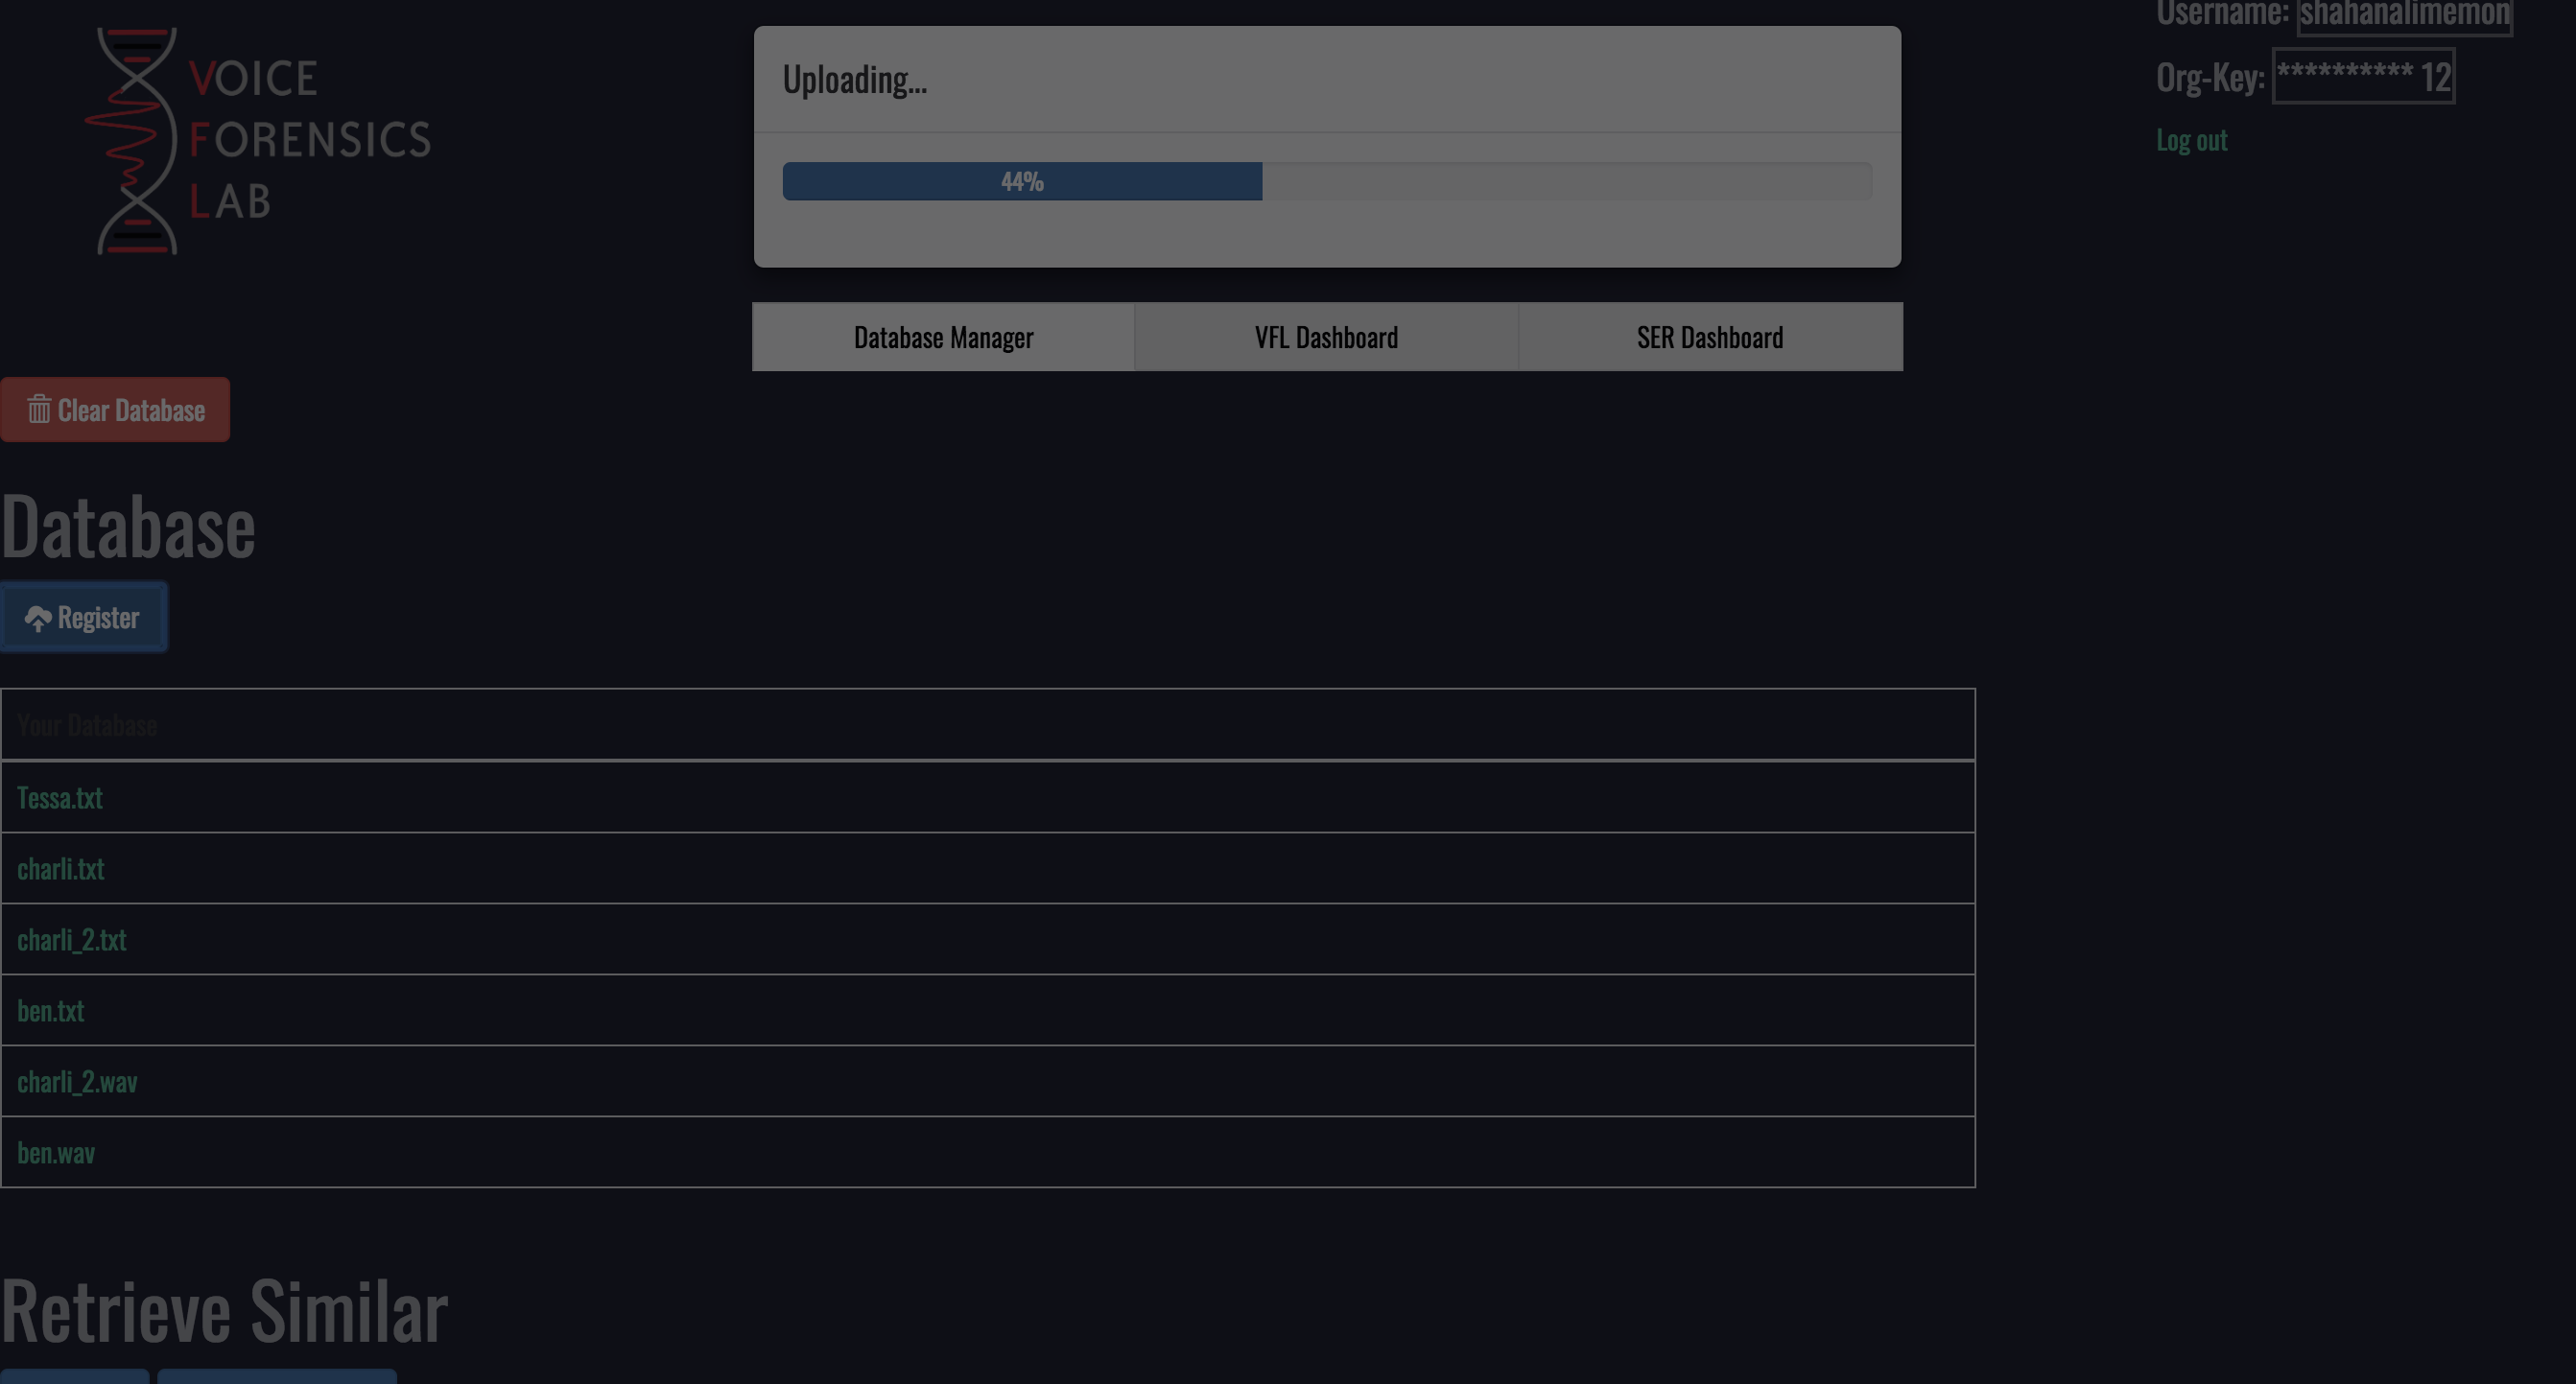 VOICE
FORENSICS
LAB
Uploading...
44%
Username: shahanalimemon
Org-Key: ********** 12
Log out
Database Manager
VFL Dashboard
SER Dashboard
Clear Database
Database
Register
Your Database
Tessa.txt
charli.txt
charli_2.txt
ben.txt
charli_2.wav
ben.wav
Retrieve Similar